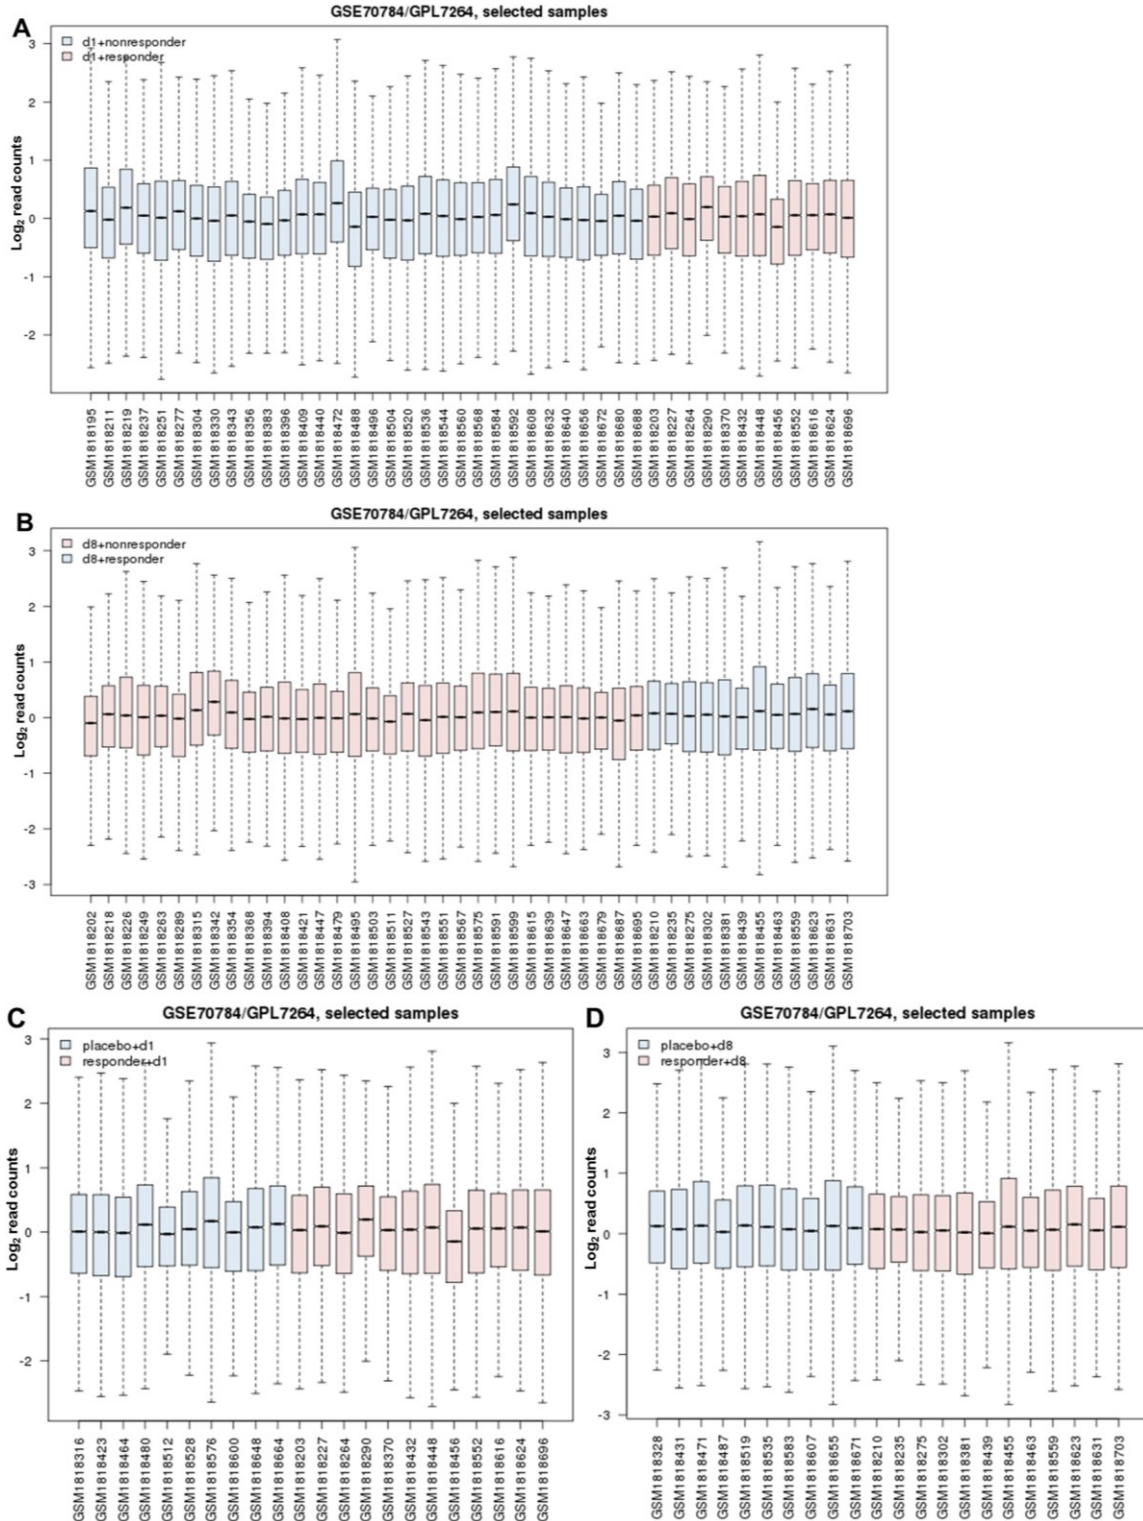 A
GSE70784/GPL7264, selected samples
d1+nonresponder
d1+responder
Log2 read counts
3
2
1
0
-1
-2
GSM1818195
GSM1818211
GSM1818219
GSM1818237
GSM1818251
GSM1818277
GSM1818304
GSM1818330
GSM1818343
GSM1818356
GSM1818383
GSM1818396
GSM1818409
GSM1818440
GSM1818472
GSM1818488
GSM1818496
GSM1818504
GSM1818520
GSM1818536
GSM1818544
GSM1818560
GSM1818568
GSM1818584
GSM1818592
GSM1818608
GSM1818632
GSM1818640
GSM1818656
GSM1818672
GSM1818680
GSM1818688
GSM1818203
GSM1818227
GSM1818264
GSM1818290
GSM1818370
GSM1818432
GSM1818448
GSM1818456
GSM1818552
GSM1818616
GSM1818624
GSM1818696
B
GSE70784/GPL7264, selected samples
d8+nonresponder
d8+responder
Log2 read counts
3
2
1
0
-1
-2
-3
GSM1818202
GSM1818218
GSM1818226
GSM1818249
GSM1818263
GSM1818289
GSM1818315
GSM1818342
GSM1818354
GSM1818368
GSM1818394
GSM1818408
GSM1818421
GSM1818447
GSM1818479
GSM1818495
GSM1818503
GSM1818511
GSM1818527
GSM1818543
GSM1818551
GSM1818567
GSM1818575
GSM1818591
GSM1818599
GSM1818615
GSM1818639
GSM1818647
GSM1818663
GSM1818679
GSM1818687
GSM1818695
GSM1818210
GSM1818235
GSM1818275
GSM1818302
GSM1818381
GSM1818439
GSM1818455
GSM1818463
GSM1818559
GSM1818623
GSM1818631
GSM1818703
C
GSE70784/GPL7264, selected samples
placebo+d1
responder+d1
Log2 read counts
3
2
1
0
-1
-2
GSM1818316
GSM1818423
GSM1818464
GSM1818480
GSM1818512
GSM1818528
GSM1818576
GSM1818600
GSM1818648
GSM1818664
GSM1818203
GSM1818227
GSM1818264
GSM1818290
GSM1818370
GSM1818432
GSM1818448
GSM1818456
GSM1818552
GSM1818616
GSM1818624
GSM1818696
D
GSE70784/GPL7264, selected samples
placebo+d8
responder+d8
Log2 read counts
3
2
1
0
-1
-2
-3
GSM1818328
GSM1818431
GSM1818471
GSM1818487
GSM1818519
GSM1818535
GSM1818583
GSM1818607
GSM1818655
GSM1818671
GSM1818210
GSM1818235
GSM1818275
GSM1818302
GSM1818381
GSM1818439
GSM1818455
GSM1818463
GSM1818559
GSM1818623
GSM1818631
GSM1818703